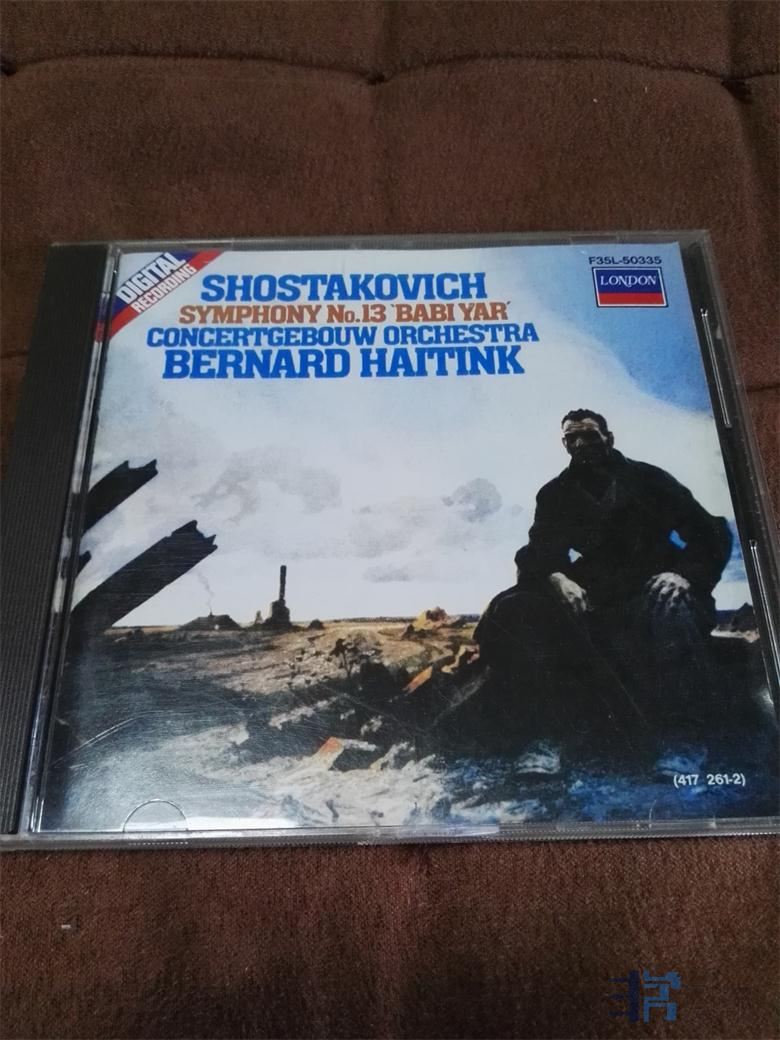 DIGITAL
RECORDING
SHOSTAKOVICH
SYMPHONY No.13 'BABI YAR'
CONCERTGEBOUW ORCHESTRA
BERNARD HAITINK
F35L-50335
LONDON
(417 261-2)